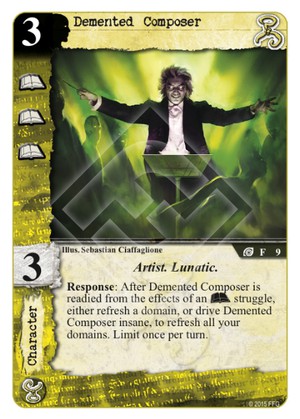 3
Demented Composer
Illus. Sebastian Ciaffaglione
F 9
3
Character
Artist. Lunatic.
Response: After Demented Composer is
readied from the effects of an struggle,
either refresh a domain, or drive Demented
Composer insane, to refresh all your
domains. Limit once per turn.
© 2015 FFG